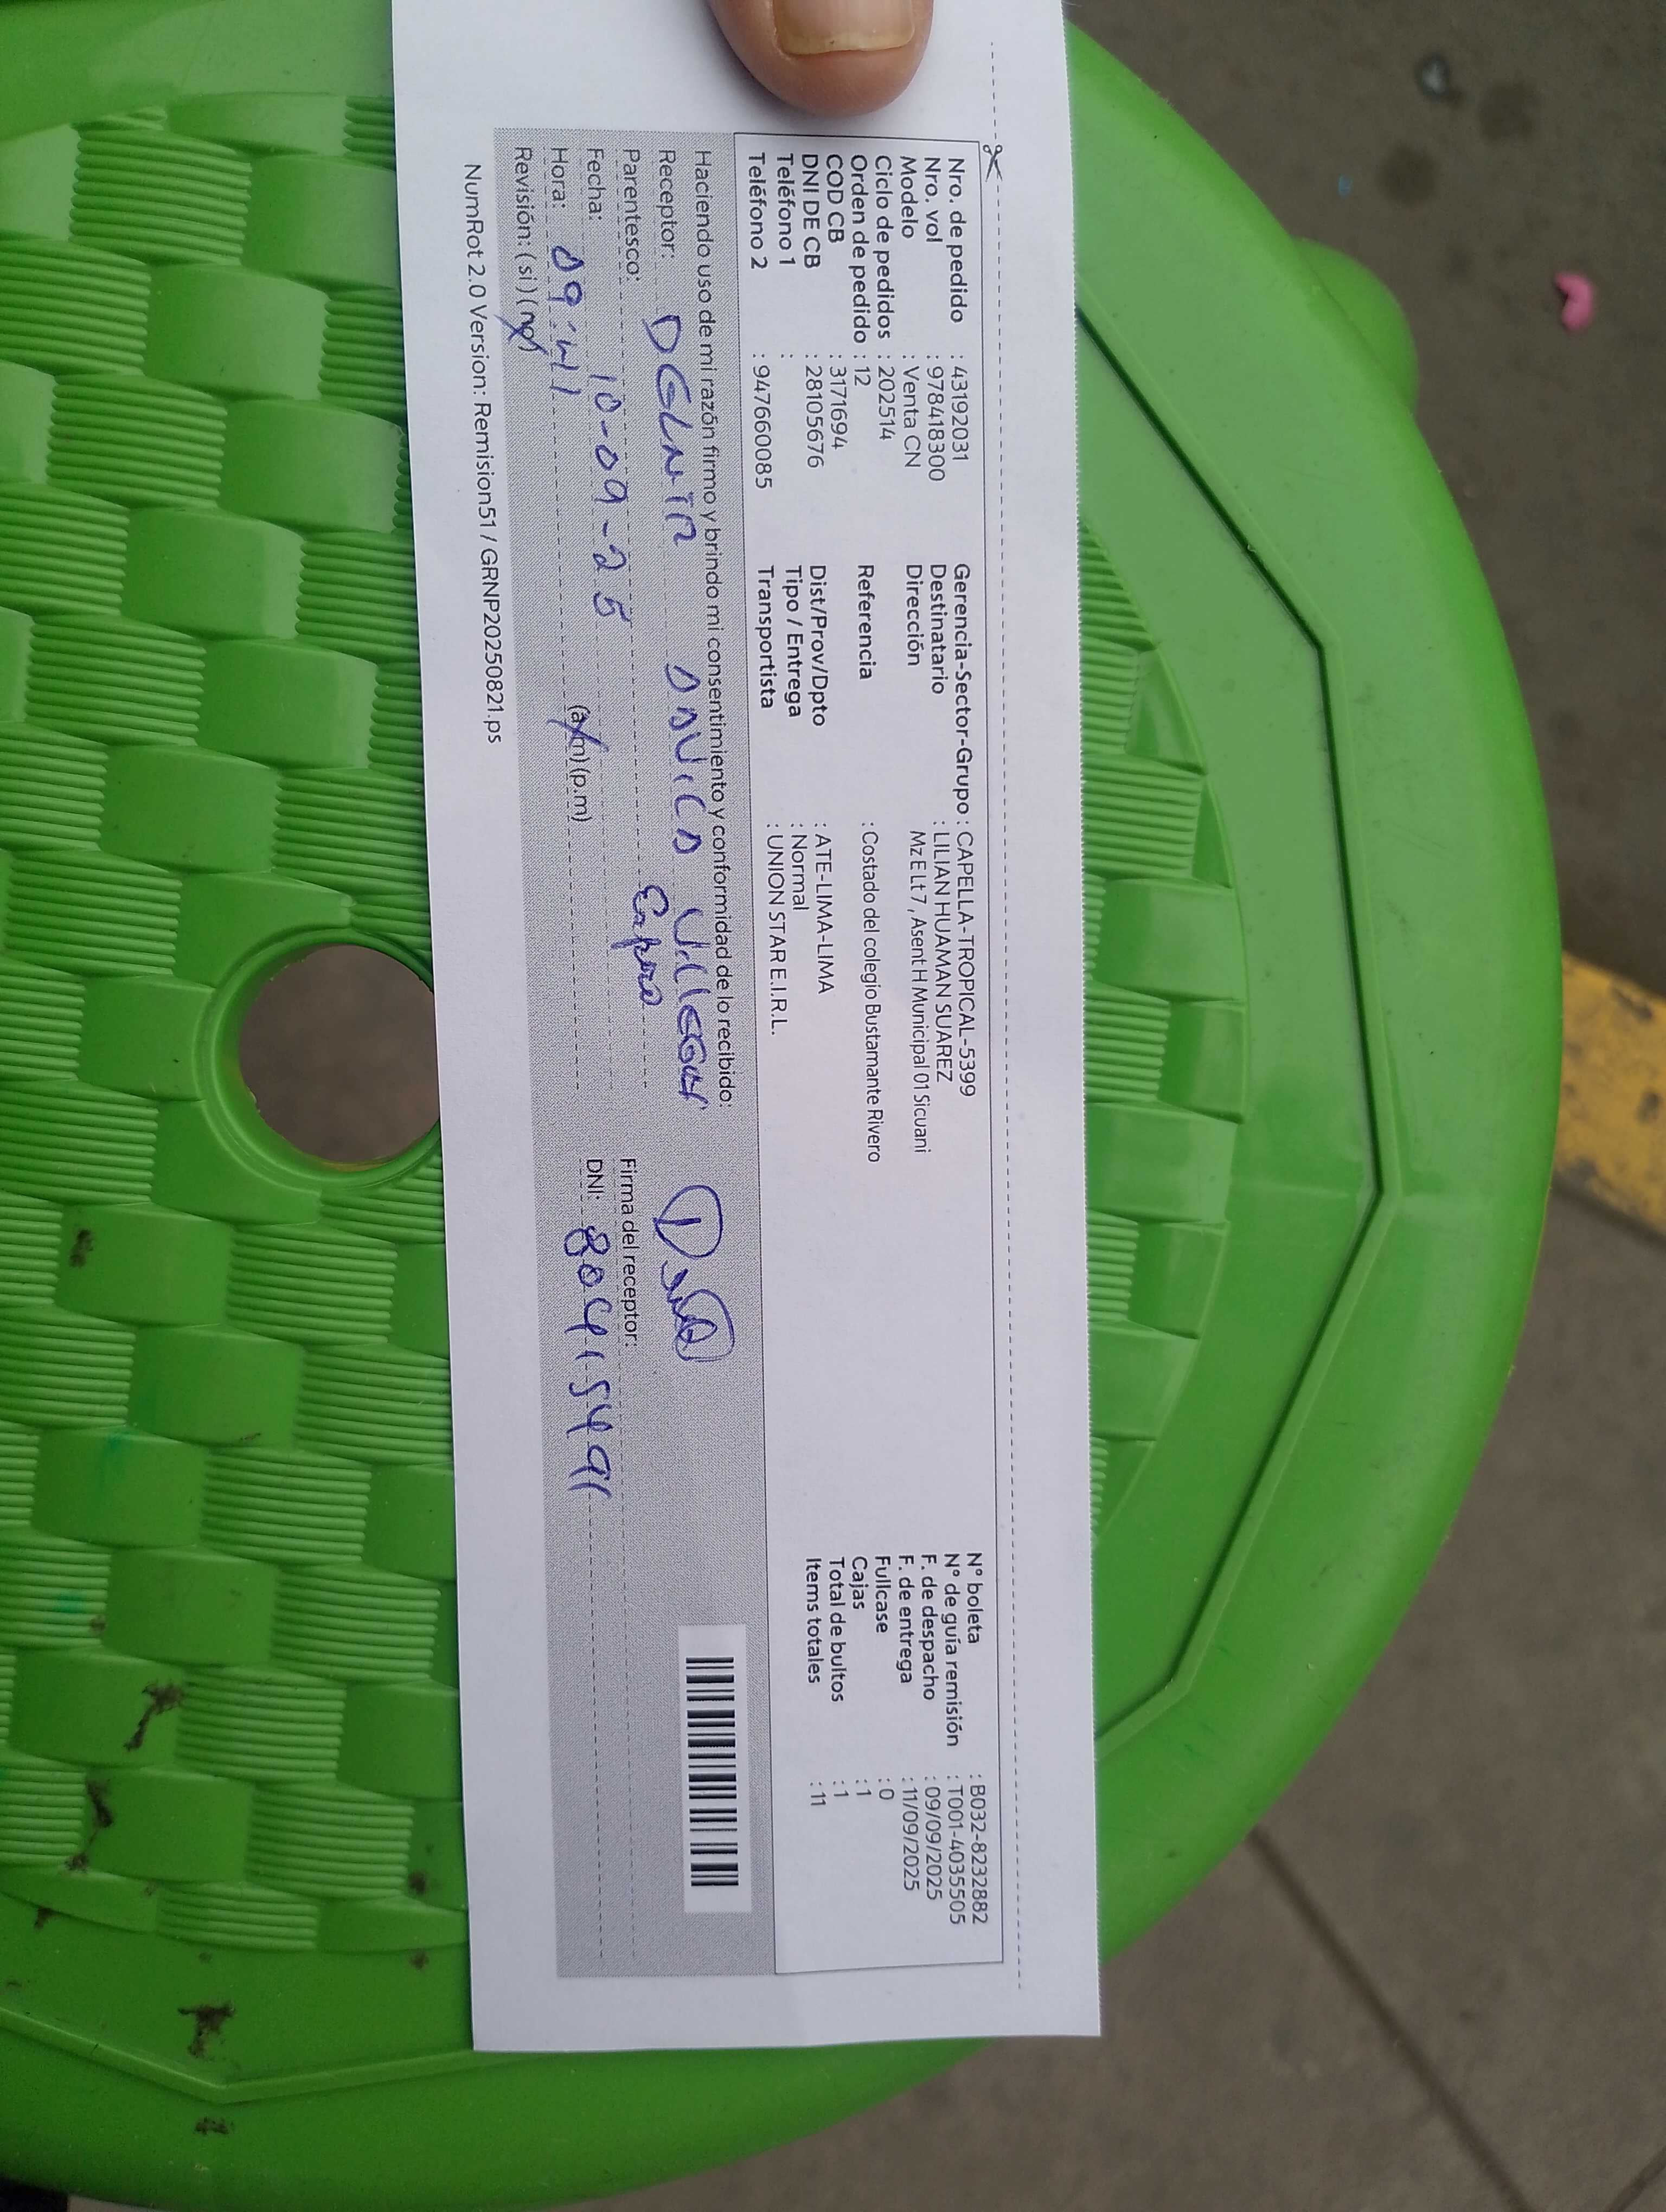 Nro. de pedido : 43192031
Nro. vol : 978418300
Modelo : Venta CN
Ciclo de pedidos : 202514
Orden de pedido : 12
COD CB : 3171694
DNI DE CB : 28105676
Teléfono 1 :
Teléfono 2 : 947660085
Gerencia-Sector-Grupo : CAPELLA-TROPICAL-5399
Destinatario : LILIAN HUAMAN SUAREZ
Dirección Mz E Lt 7 , Asent H Municipal 01 Sicuani
Referencia : Costado del colegio Bustamante Rivero
Dist/Prov/Dpto : ATE-LIMA-LIMA
Tipo / Entrega : Normal
Transportista : UNION STAR E.I.R.L.
N° boleta : B032-8232882
N° de guía remisión : T001-4035505
F. de despacho : 09/09/2025
F. de entrega : 11/09/2025
Fullcase : 0
Cajas : 1
Total de bultos : 1
Items totales : 11
Haciendo uso de mi razón firmo y brindo mi consentimiento y conformidad de lo recibido:
Receptor:
Parentesco:
Fecha: 10-09-25
Hora: 09:41 (a.m) (p.m)
Revisión: (si) (no)
Firma del receptor:
DNI: 80415491
NumRot 2.0 Version: Remision51 / GRNP20250821.ps